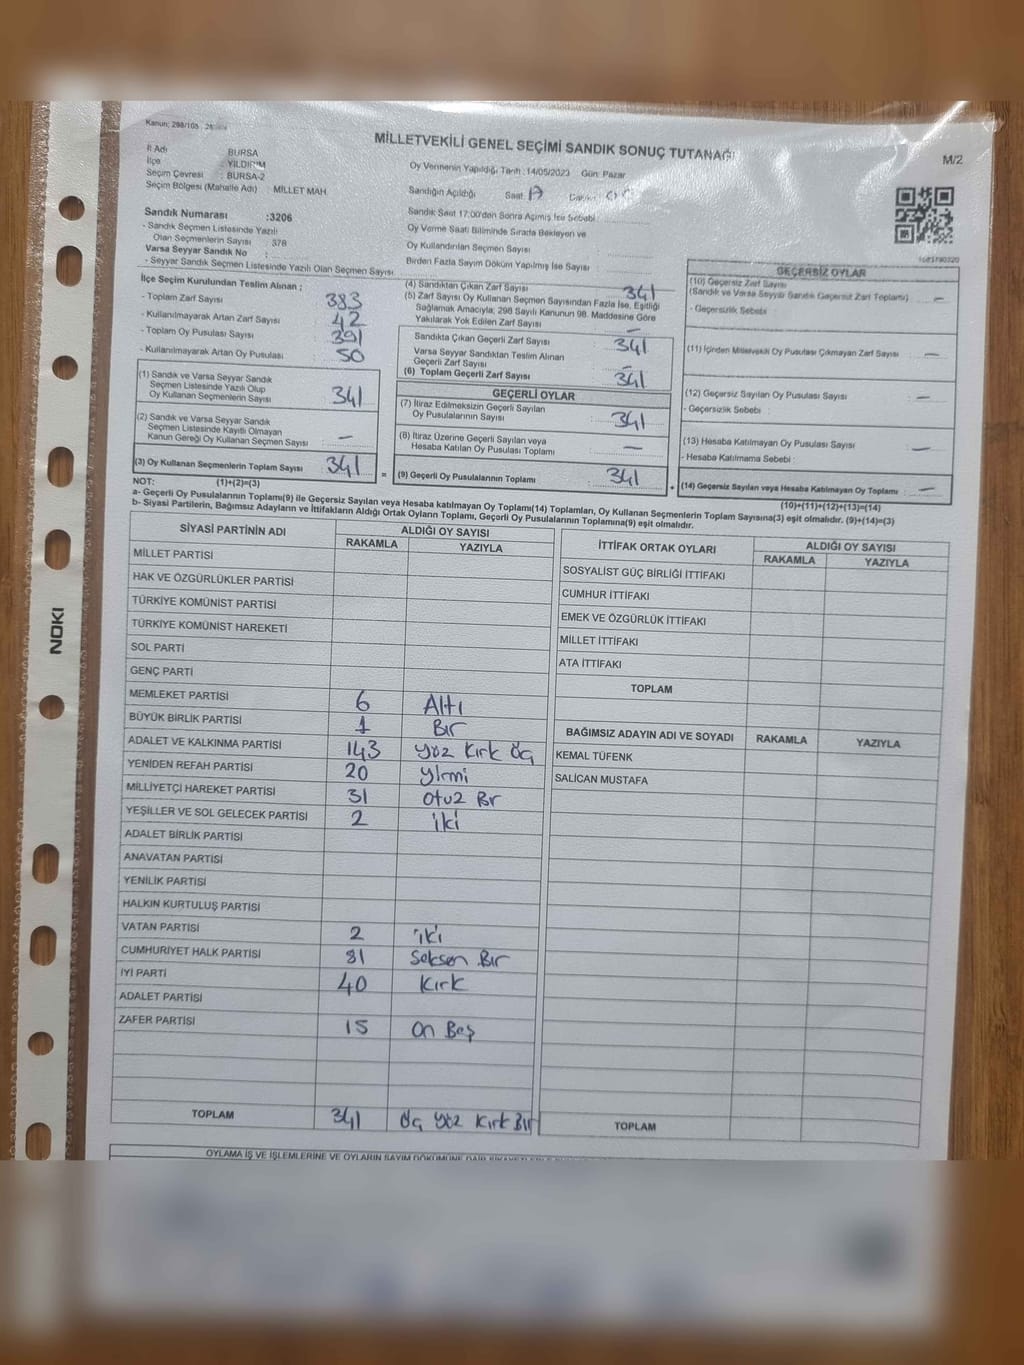 Kanun: 298/105
MİLLETVEKİLİ GENEL SEÇİMİ SANDIK SONUÇ TUTANAĞI
M/2
İl Adı : BURSA
İlçe : YILDIRIM
Seçim Çevresi : BURSA-2
Seçim Bölgesi (Mahalle Adı) : MİLLET MAH.
Oy Vermenin Yapıldığı Tarih :14/05/2023 Gün: Pazar
Sandığın Açıldığı Saat
Sandık Numarası :3206
- Sandık Seçmen Listesinde Yazılı
Olan Seçmenlerin Sayısı : 378
Varsa Seyyar Sandık No :
- Seyyar Sandık Seçmen Listesinde Yazılı Olan Seçmen Sayısı
Sandık Saat 17:00'den Sonra Açmış İse Sebebi
Oy Verme Saati Bitiminde Sırada Bekleyen ve
Oy Kullandırılan Seçmen Sayısı
Birden Fazla Sayım Döküm Yapılmış İse Sayısı :
İlçe Seçim Kurulundan Teslim Alınan ;
- Toplam Zarf Sayısı : 383
- Kullanılmayarak Artan Zarf Sayısı : 42
- Toplam Oy Pusulası Sayısı : 391
- Kullanılmayarak Artan Oy Pusulası : 50
(1) Sandık ve Varsa Seyyar Sandık
Seçmen Listesinde Yazılı Olup
Oy Kullanan Seçmenlerin Sayısı : 341
(2) Sandık ve Varsa Seyyar Sandık
Seçmen Listesinde Kayıtlı Olmayan
Kanun Gereği Oy Kullanan Seçmen Sayısı : —
(3) Oy Kullanan Seçmenlerin Toplam Sayısı : 341
(4) Sandıktan Çıkan Zarf Sayısı 341
(5) Zarf Sayısı Oy Kullanan Seçmen Sayısından Fazla İse, Eşitliği
Sağlamak Amacıyla, 298 Sayılı Kanunun 98. Maddesine Göre
Yakılarak Yok Edilen Zarf Sayısı : —
Sandıkta Çıkan Geçerli Zarf Sayısı : 341
Varsa Seyyar Sandıktan Teslim Alınan
Geçerli Zarf Sayısı : —
(6) Toplam Geçerli Zarf Sayısı : 341
GEÇERLİ OYLAR
(7) İtiraz Edilmeksizin Geçerli Sayılan
Oy Pusulalarının Sayısı : 341
(8) İtiraz Üzerine Geçerli Sayılan veya
Hesaba Katılan Oy Pusulası Toplamı : —
= (9) Geçerli Oy Pusulalarının Toplamı : 341
GEÇERSİZ OYLAR
(10) Geçersiz Zarf Sayısı
(Sandık ve Varsa Seyyar Sandık Geçersiz Zarf Toplamı) : —
- Geçersizlik Sebebi :
(11) İçinden Milletvekili Oy Pusulası Çıkmayan Zarf Sayısı : —
(12) Geçersiz Sayılan Oy Pusulası Sayısı : —
- Geçersizlik Sebebi :
(13) Hesaba Katılmayan Oy Pusulası Sayısı : —
- Hesaba Katılmama Sebebi :
+ (14) Geçersiz Sayılan veya Hesaba Katılmayan Oy Toplamı : —
NOT: (1)+(2)=(3)
(10)+(11)+(12)+(13)=(14)
a- Geçerli Oy Pusulalarının Toplamı(9) ile Geçersiz Sayılan veya Hesaba katılmayan Oy Toplamı(14) Toplamları, Oy Kullanan Seçmenlerin Toplam Sayısına(3) eşit olmalıdır. (9)+(14)=(3)
b- Siyasi Partilerin, Bağımsız Adayların ve İttifakların Aldığı Ortak Oyların Toplamı, Geçerli Oy Pusulalarının Toplamına(9) eşit olmalıdır.
SİYASİ PARTİNİN ADI ALDIĞI OY SAYISI
RAKAMLA YAZIYLA
MİLLET PARTİSİ
HAK VE ÖZGÜRLÜKLER PARTİSİ
TÜRKİYE KOMÜNİST PARTİSİ
TÜRKİYE KOMÜNİST HAREKETİ
SOL PARTİ
GENÇ PARTİ
MEMLEKET PARTİSİ 6 Altı
BÜYÜK BİRLİK PARTİSİ 1 Bir
ADALET VE KALKINMA PARTİSİ 143 yüz Kırk üç
YENİDEN REFAH PARTİSİ 20 yirmi
MİLLİYETÇİ HAREKET PARTİSİ 31 otuz Bir
YEŞİLLER VE SOL GELECEK PARTİSİ 2 iki
ADALET BİRLİK PARTİSİ
ANAVATAN PARTİSİ
YENİLİK PARTİSİ
HALKIN KURTULUŞ PARTİSİ
VATAN PARTİSİ 2 iki
CUMHURİYET HALK PARTİSİ 81 Seksen Bir
İYİ PARTİ 40 Kırk
ADALET PARTİSİ
ZAFER PARTİSİ 15 on Beş
TOPLAM 341 üç yüz Kırk Bir
İTTİFAK ORTAK OYLARI ALDIĞI OY SAYISI
RAKAMLA YAZIYLA
SOSYALİST GÜÇ BİRLİĞİ İTTİFAKI
CUMHUR İTTİFAKI
EMEK VE ÖZGÜRLÜK İTTİFAKI
MİLLET İTTİFAKI
ATA İTTİFAKI
TOPLAM
BAĞIMSIZ ADAYIN ADI VE SOYADI RAKAMLA YAZIYLA
KEMAL TÜFENK
SALİCAN MUSTAFA
TOPLAM
OYLAMA İŞ VE İŞLEMLERİNE VE OYLARIN SAYIM DÖKÜMÜNE DAİR
NOKI